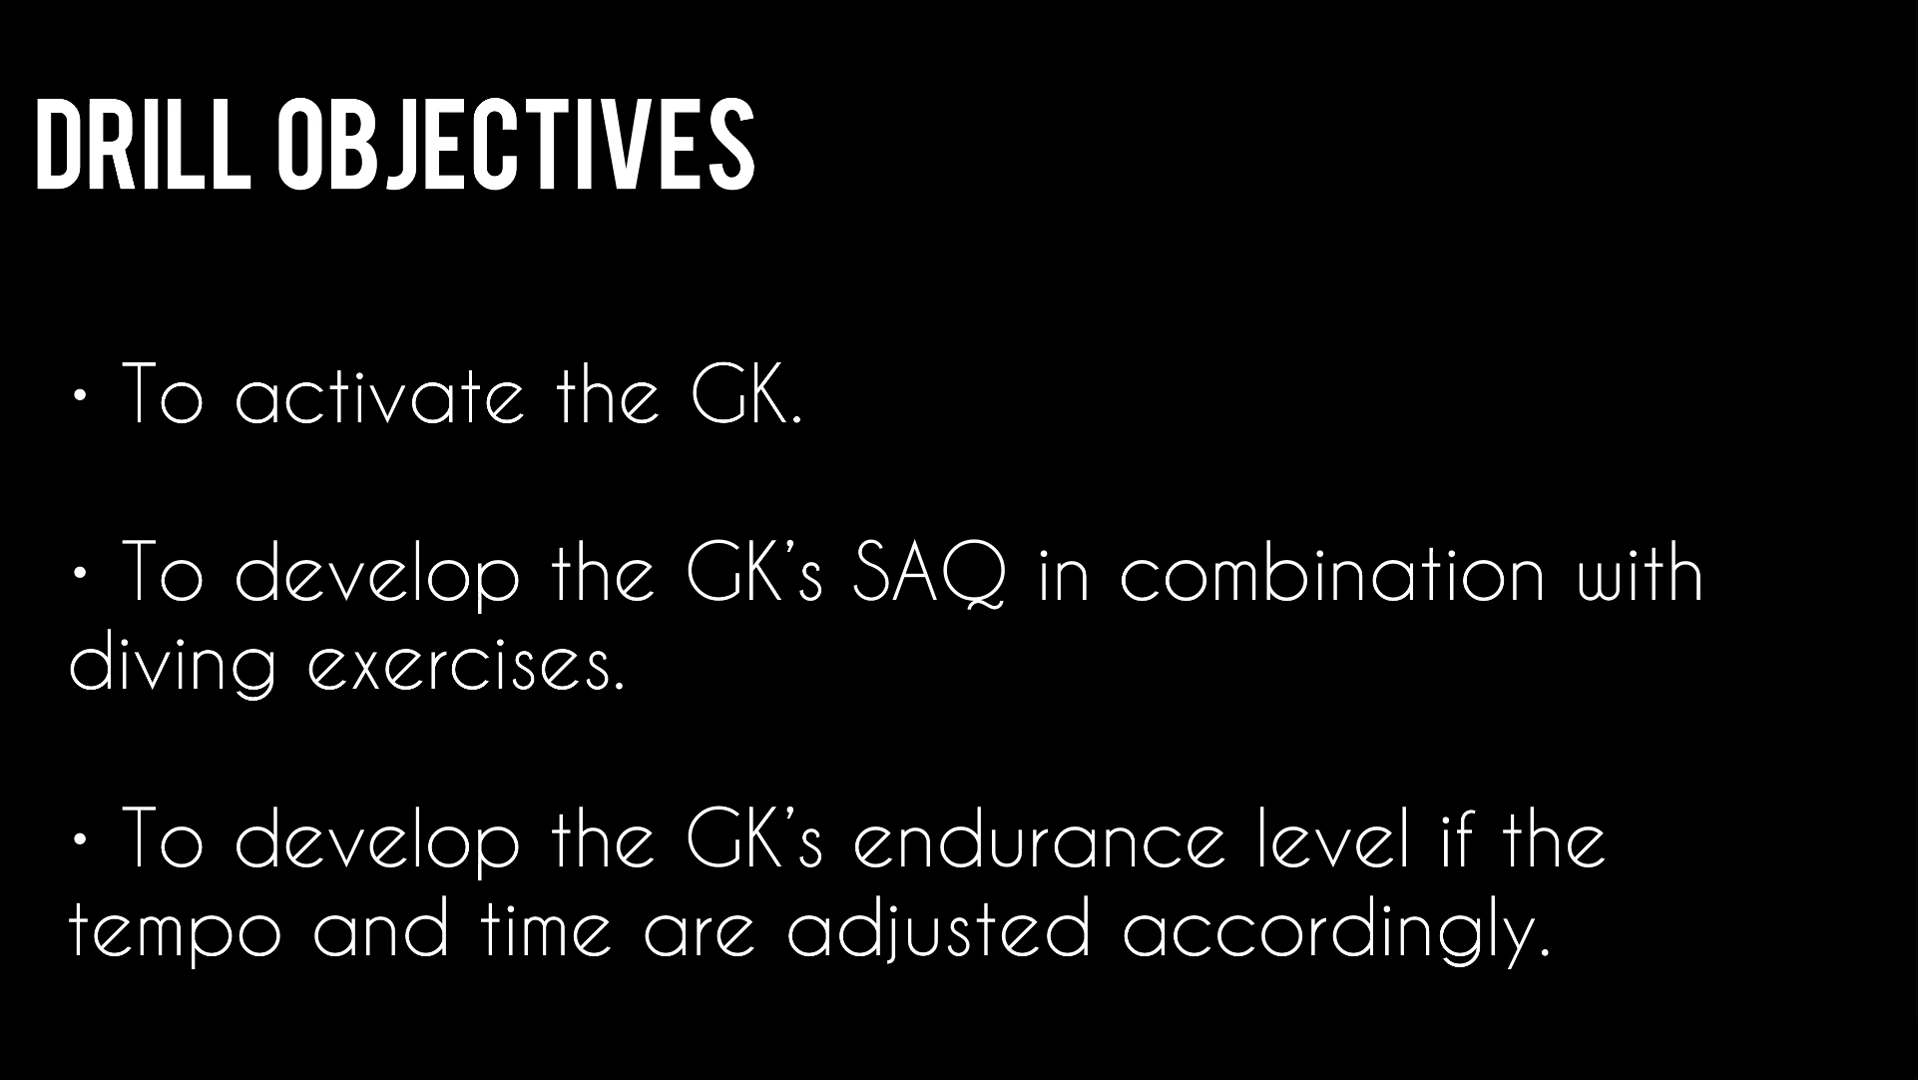 DRILL OBJECTIVES
• To activate the GK.
• To develop the GK’s SAQ in combination with
diving exercises.
• To develop the GK’s endurance level if the
tempo and time are adjusted accordingly.